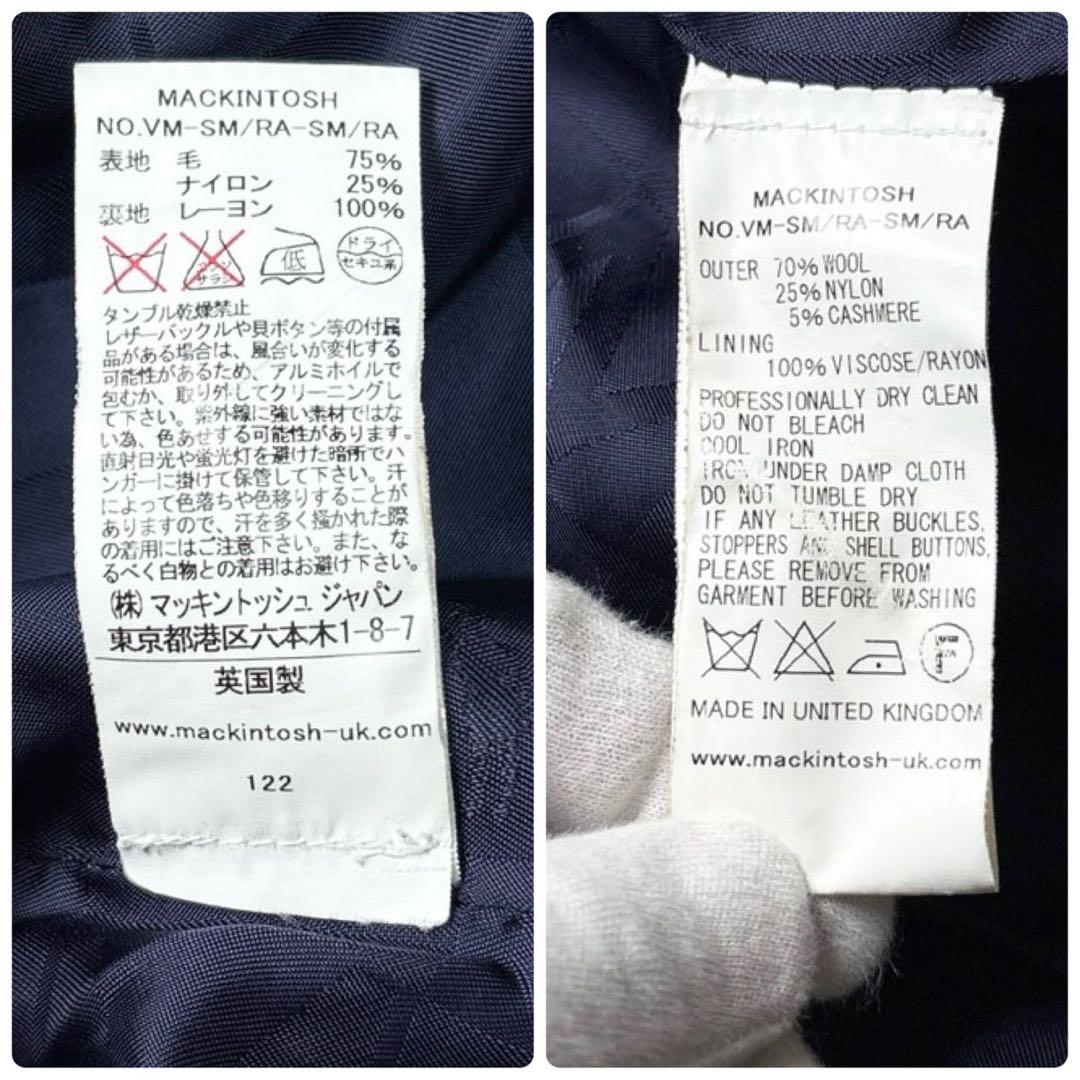 MACKINTOSH
NO.VM-SM/RA-SM/RA
表地 毛 75%
ナイロン 25%
裏地 レーヨン 100%
エンソ
サラシ
低
ドライ
セキユ系
タンブル乾燥禁止
レザーバックルや貝ボタン等の付属
品がある場合は、風合いが変化する
可能性があるため、アルミホイルで
包むか、取り外してクリーニングし
て下さい。紫外線に強い素材ではな
い為、色あせする可能性があります。
直射日光や蛍光灯を避けた暗所でハ
ンガーに掛けて保管して下さい。汗
によって色落ちや色移りすることが
ありますので、汗を多く掻かれた際
の着用にはご注意下さい。また、な
るべく白物との着用はお避け下さい。
(株) マッキントッシュ ジャパン
東京都港区六本木1-8-7
英国製
www.mackintosh-uk.com
122
MACKINTOSH
NO.VM-SM/RA-SM/RA
OUTER 70% WOOL
25% NYLON
5% CASHMERE
LINING
100% VISCOSE/RAYON
PROFESSIONALLY DRY CLEAN
DO NOT BLEACH
COOL IRON
IRON UNDER DAMP CLOTH
DO NOT TUMBLE DRY
IF ANY LEATHER BUCKLES,
STOPPERS AND SHELL BUTTONS,
PLEASE REMOVE FROM
GARMENT BEFORE WASHING
F
MADE IN UNITED KINGDOM
www.mackintosh-uk.com